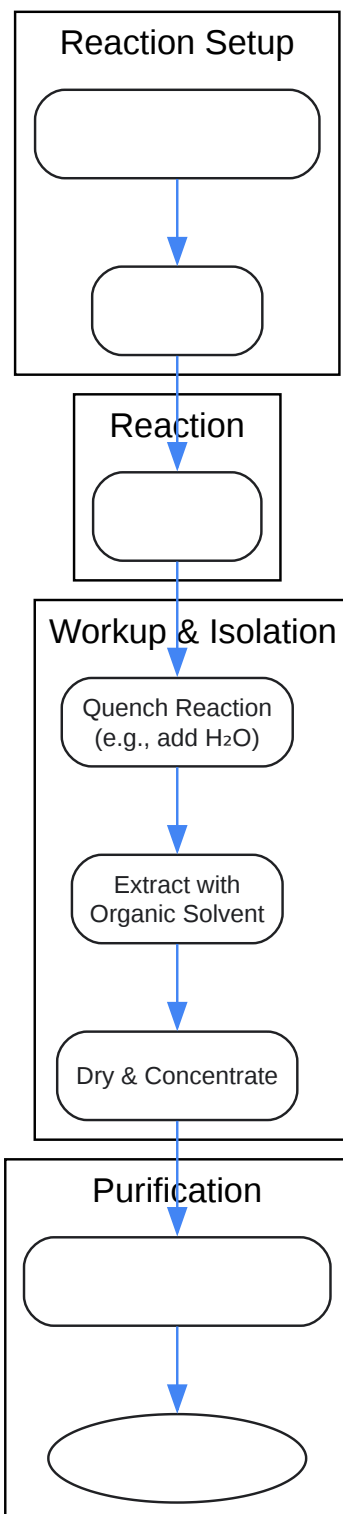 Reaction Setup
Reaction
Workup & Isolation
Quench Reaction
(e.g., add H₂O)
Extract with
Organic Solvent
Dry & Concentrate
Purification